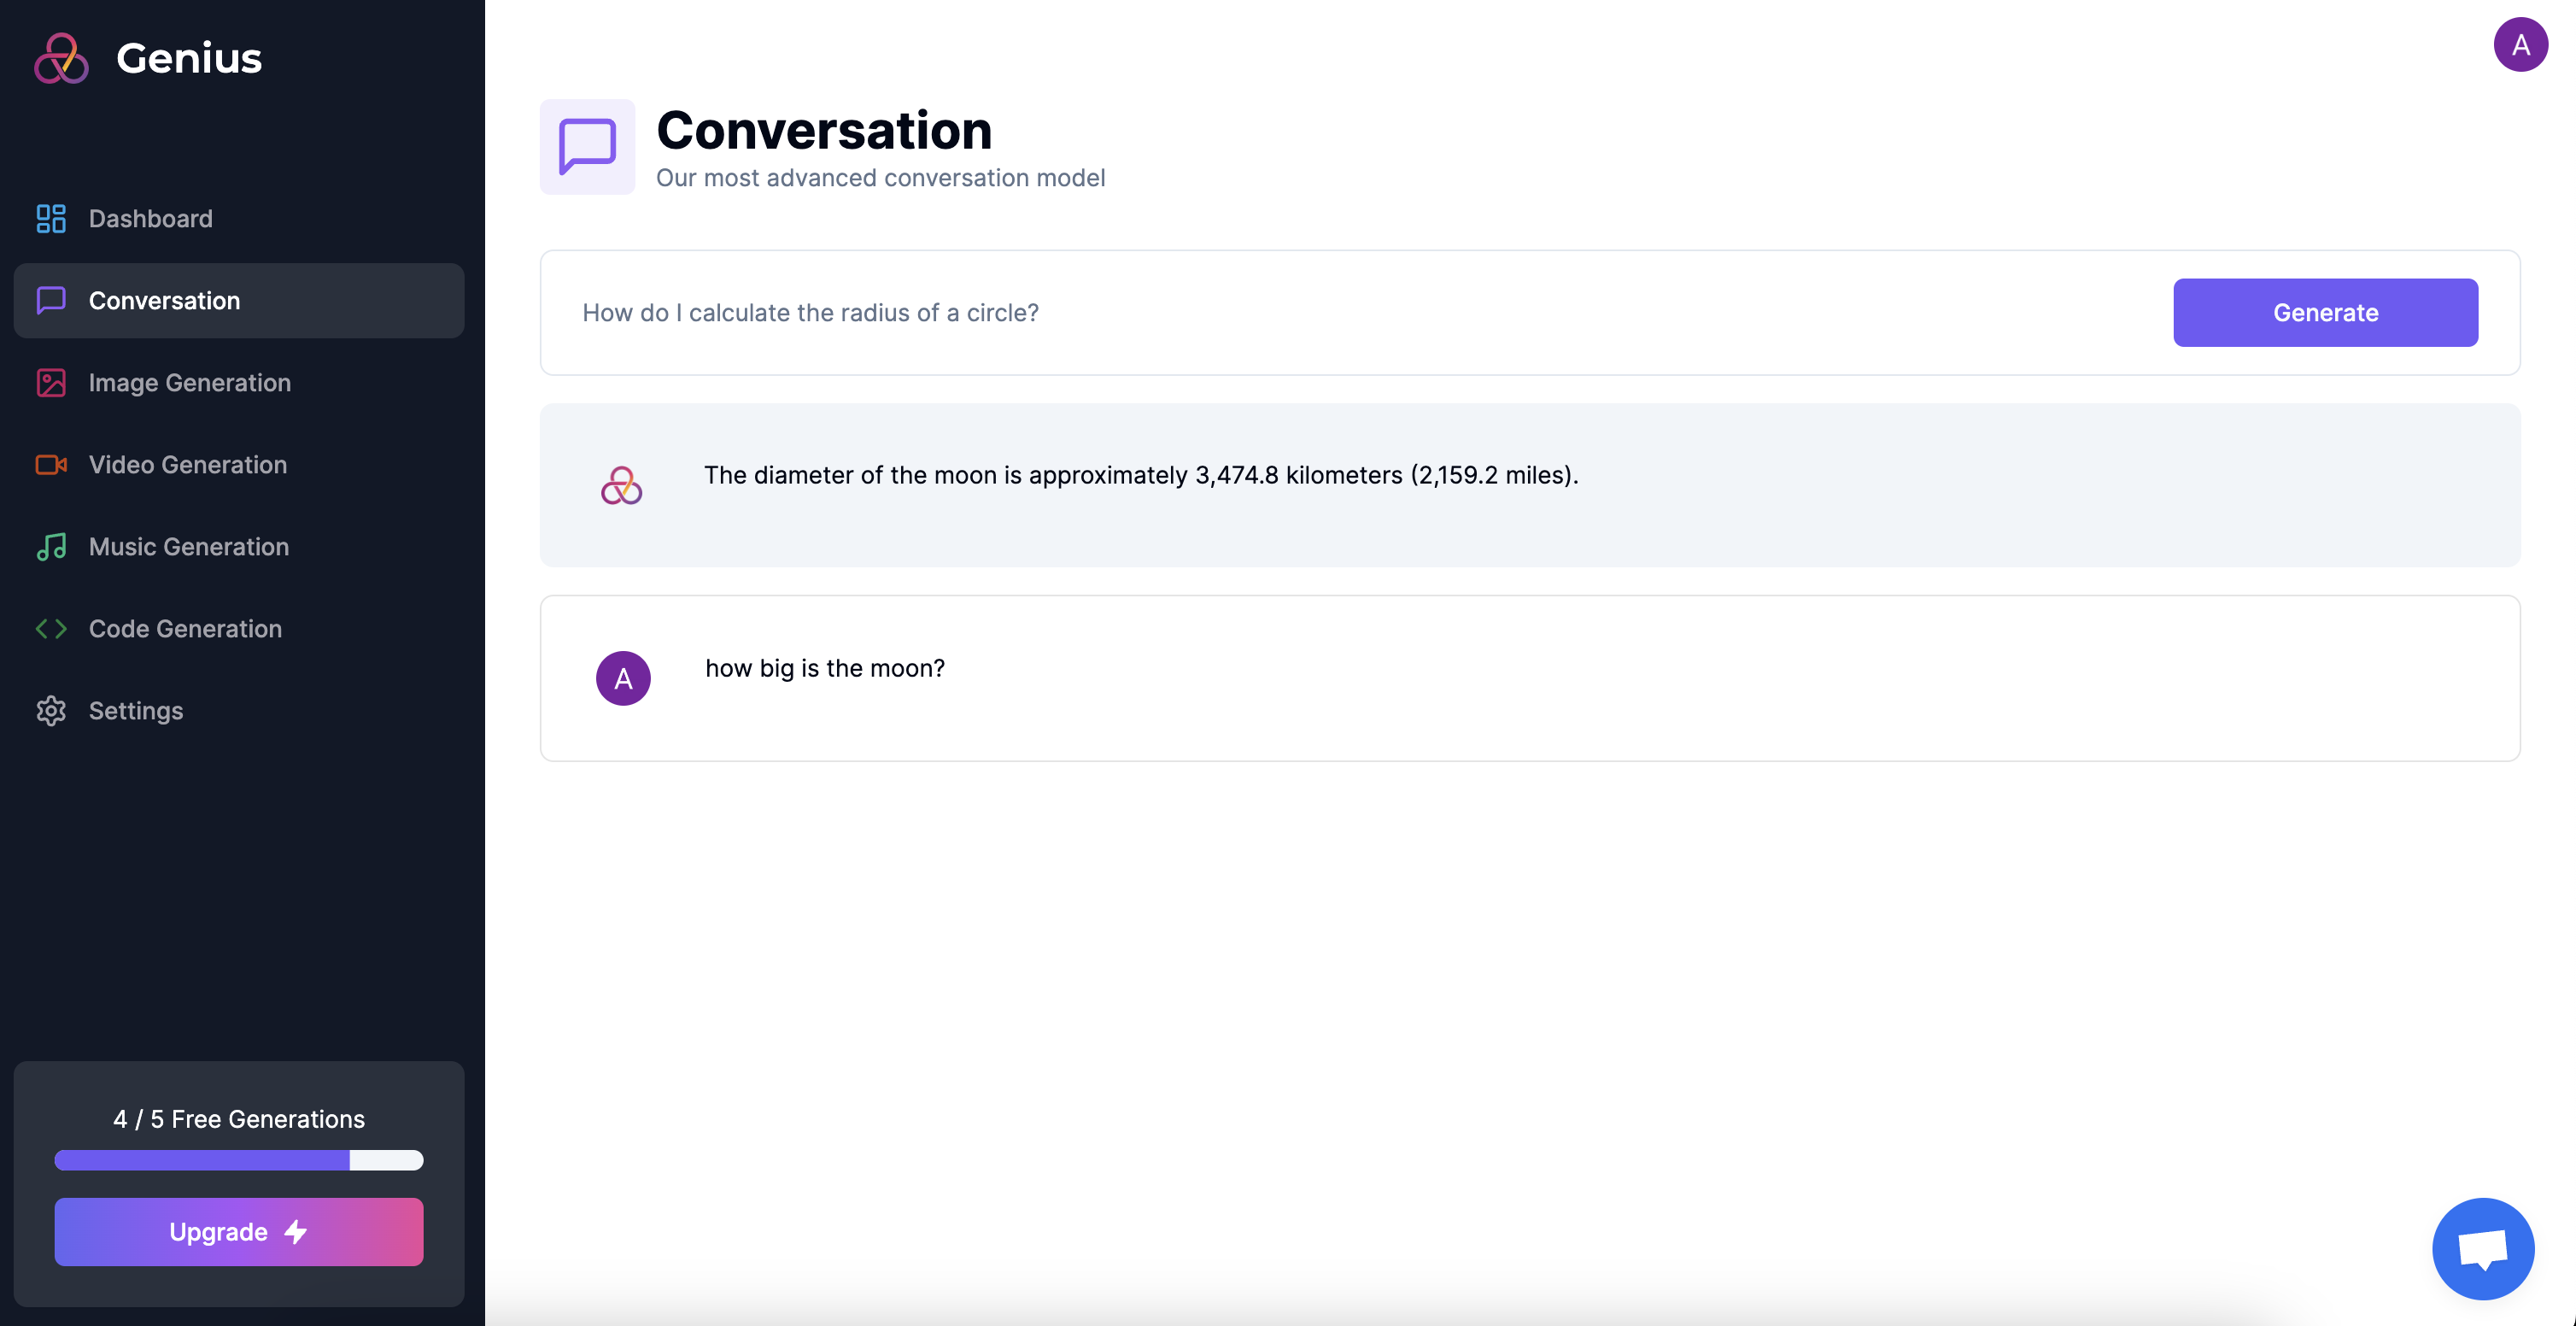 Genius
Dashboard
Conversation
Image Generation
Video Generation
Music Generation
Code Generation
Settings
4 / 5 Free Generations
Upgrade
A
Conversation
Our most advanced conversation model
How do I calculate the radius of a circle?
Generate
The diameter of the moon is approximately 3,474.8 kilometers (2,159.2 miles).
A
how big is the moon?